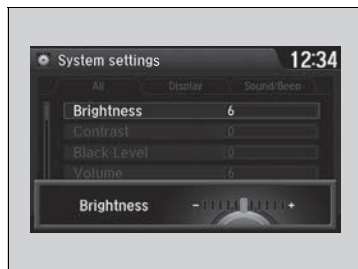 System settings 12:34
All Display Sound/Beep
Brightness 6
Contrast 0
Black Level 0
Volume 6
Brightness - +